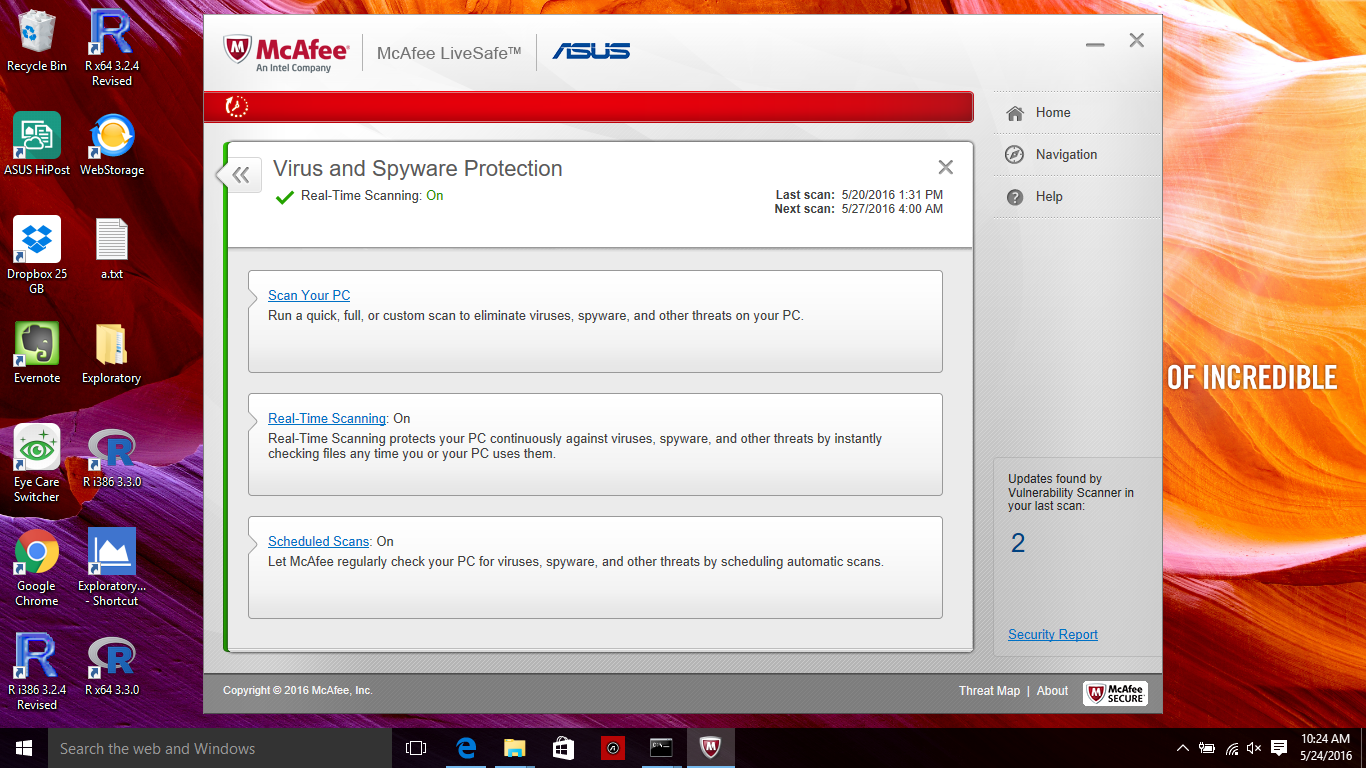 Recycle Bin
R x64 3.2.4
Revised
ASUS HiPost
WebStorage
Dropbox 25
GB
a.txt
Evernote
Exploratory
Eye Care
Switcher
R i386 3.3.0
Google
Chrome
Exploratory...
- Shortcut
R i386 3.2.4
Revised
R x64 3.3.0
McAfee
An Intel Company
McAfee LiveSafe™
ASUS
Virus and Spyware Protection
Real-Time Scanning: On
Last scan: 5/20/2016 1:31 PM
Next scan: 5/27/2016 4:00 AM
Scan Your PC
Run a quick, full, or custom scan to eliminate viruses, spyware, and other threats on your PC.
Real-Time Scanning: On
Real-Time Scanning protects your PC continuously against viruses, spyware, and other threats by instantly
checking files any time you or your PC uses them.
Scheduled Scans: On
Let McAfee regularly check your PC for viruses, spyware, and other threats by scheduling automatic scans.
Home
Navigation
Help
Updates found by
Vulnerability Scanner in
your last scan:
2
Security Report
Copyright © 2016 McAfee, Inc.
Threat Map | About
McAfee
SECURE
OF INCREDIBLE
Search the web and Windows
10:24 AM
5/24/2016